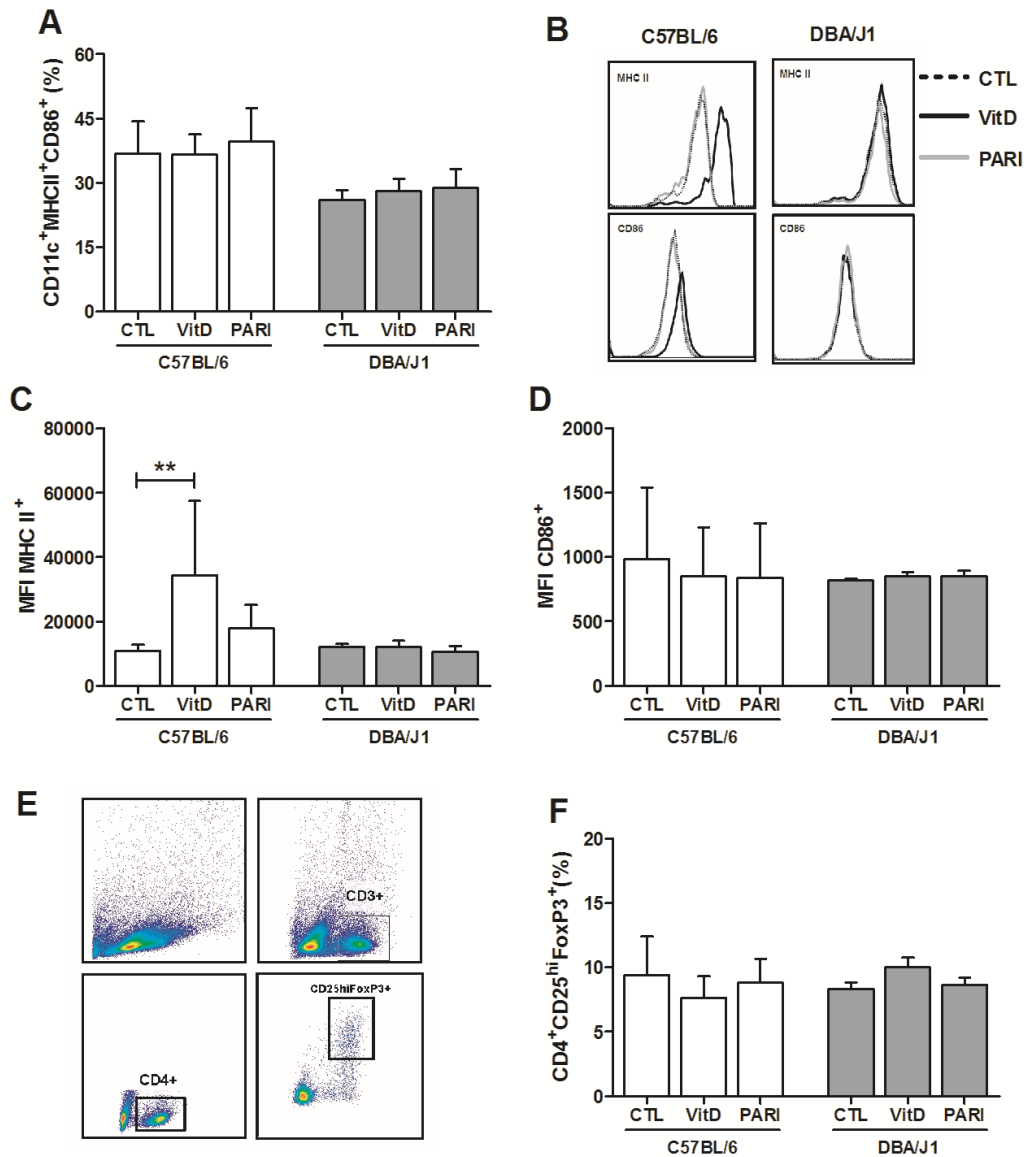 A
CD11c⁺MHCII⁺CD86⁺ (%)
60
45
30
15
0
CTL VitD PARI CTL VitD PARI
C57BL/6 DBA/J1
B
C57BL/6 DBA/J1
MHC II MHC II
CD86 CD86
CTL
VitD
PARI
C
MFI MHC II⁺
80000
60000
40000
20000
0
**
CTL VitD PARI CTL VitD PARI
C57BL/6 DBA/J1
D
MFI CD86⁺
2000
1500
1000
500
0
CTL VitD PARI CTL VitD PARI
C57BL/6 DBA/J1
E
CD3+
CD4+
CD25hiFoxP3+
F
CD4⁺CD25ʰⁱFoxP3⁺(%)
20
15
10
5
0
CTL VitD PARI CTL VitD PARI
C57BL/6 DBA/J1